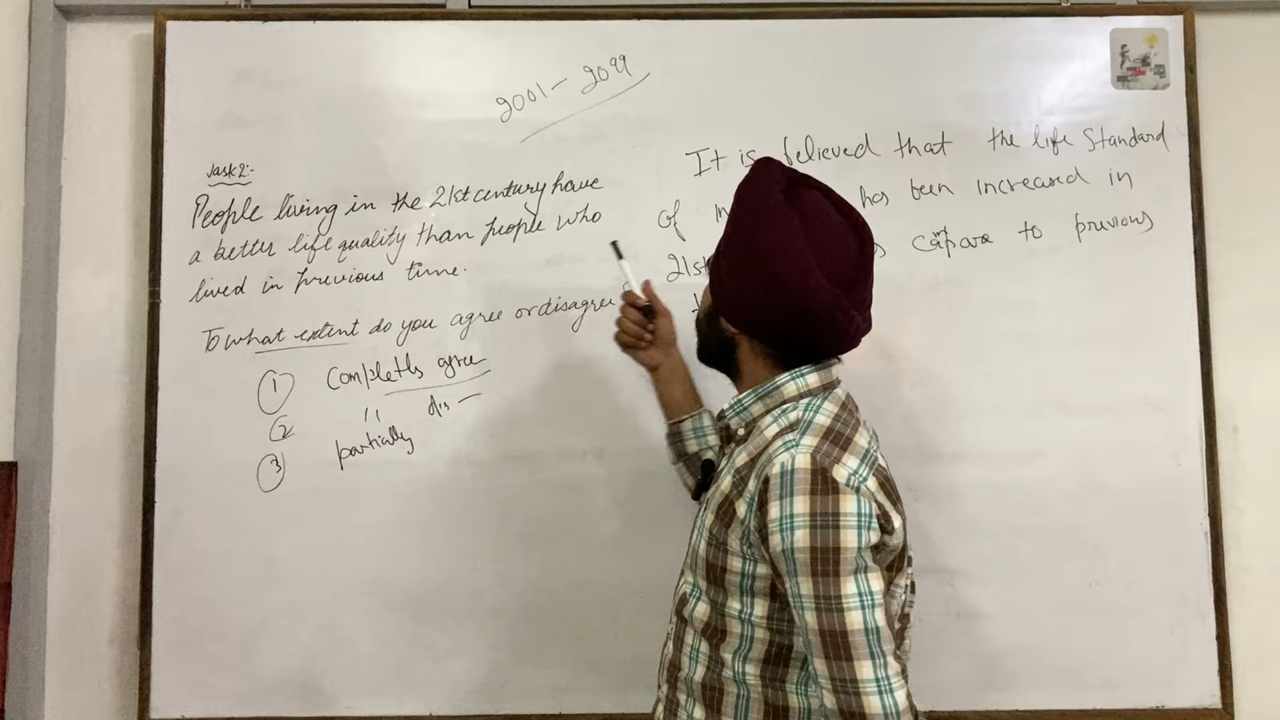 2001 - 2099
Task 2:-
People living in the 21st century have
a better life quality than people who
lived in previous time.
To what extent do you agree or disagree
① Completly agree
② " dis -
③ partially
It is believed that the life Standard
of has been increased in
21st capare to previous